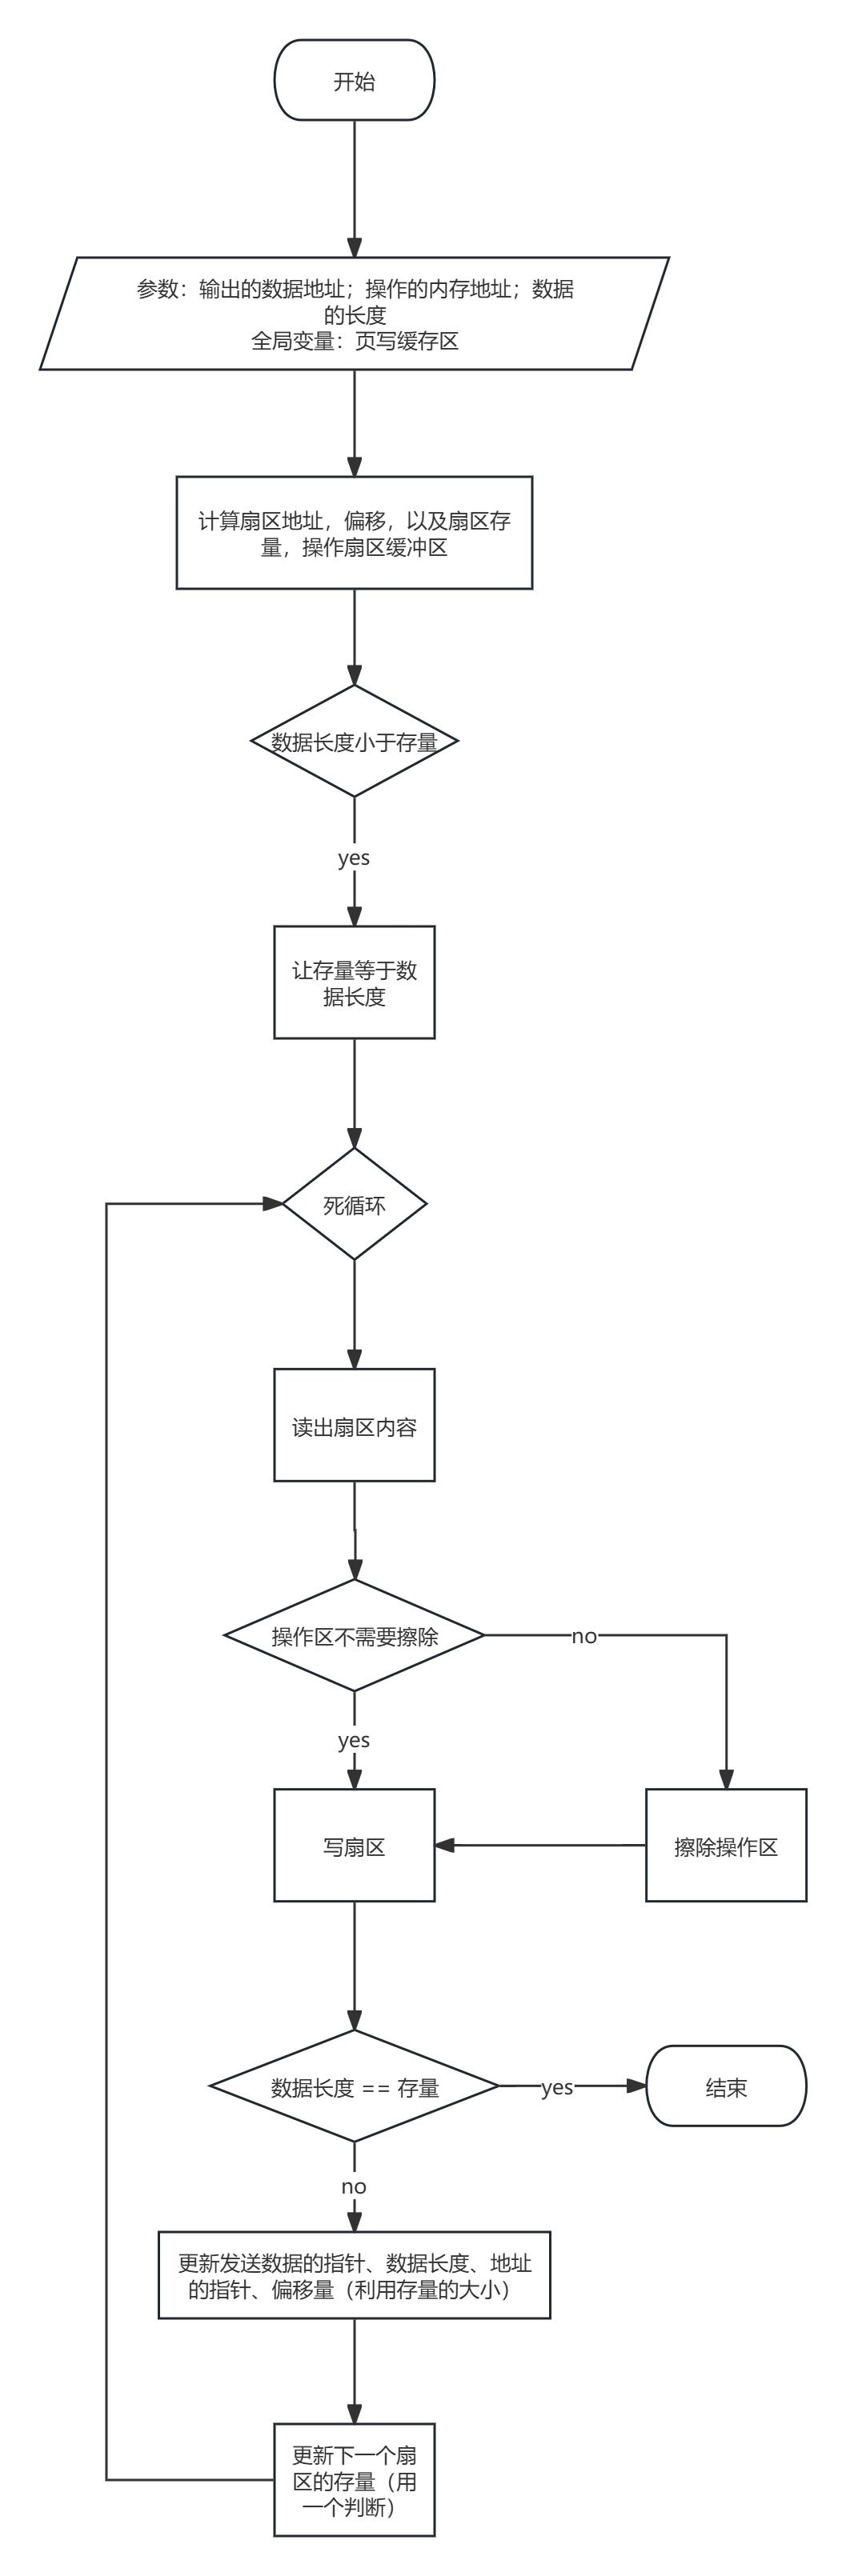 开始
参数：输出的数据地址；操作的内存地址；数据
的长度
全局变量：页写缓存区
计算扇区地址，偏移，以及扇区存
量，操作扇区缓冲区
数据长度小于存量
yes
让存量等于数
据长度
死循环
读出扇区内容
操作区不需要擦除
no
yes
写扇区
擦除操作区
数据长度 == 存量
yes
结束
no
更新发送数据的指针、数据长度、地址
的指针、偏移量（利用存量的大小）
更新下一个扇
区的存量（用
一个判断）